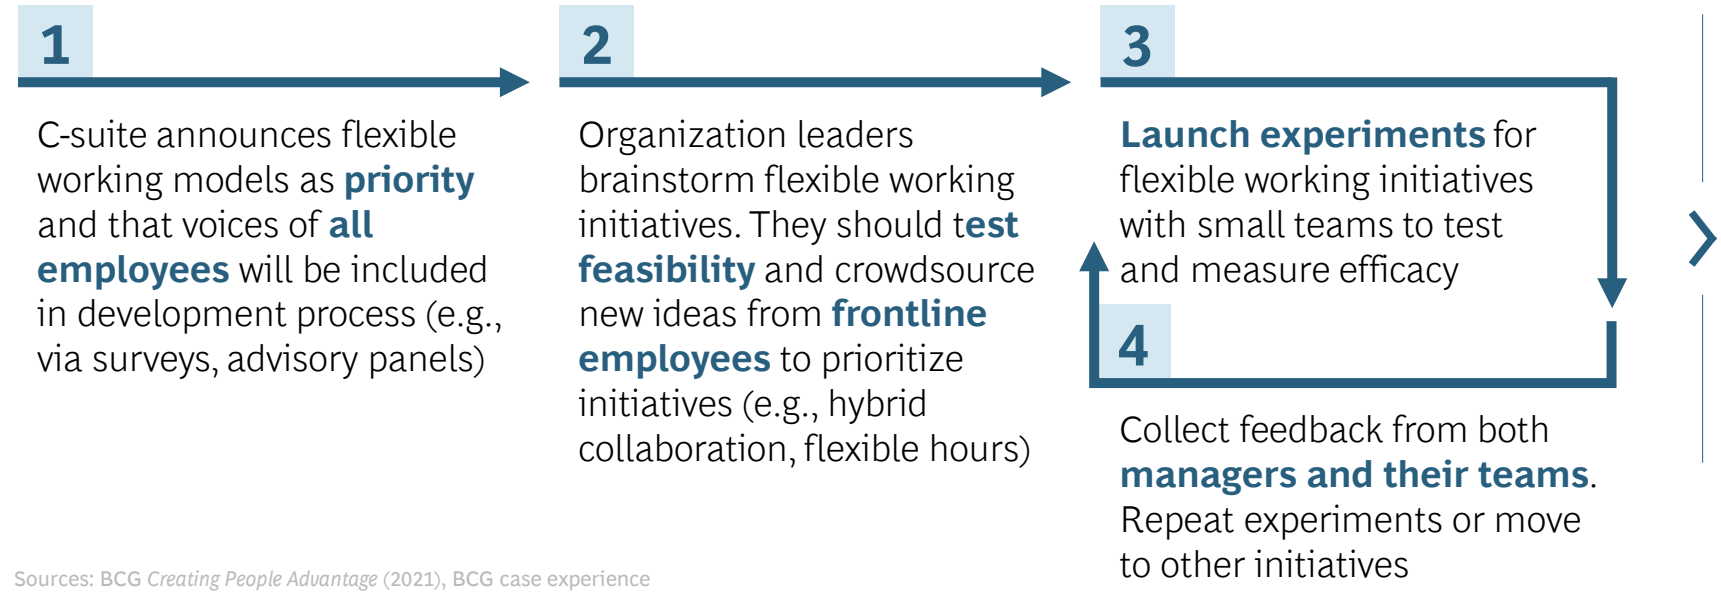 1
C-suite announces flexible
working models as priority
and that voices of all
employees will be included
in development process (e.g.,
via surveys, advisory panels)
2
Organization leaders
brainstorm flexible working
initiatives. They should test
feasibility and crowdsource
new ideas from frontline
employees to prioritize
initiatives (e.g., hybrid
collaboration, flexible hours)
3
Launch experiments for
flexible working initiatives
with small teams to test
and measure efficacy
4
Collect feedback from both
managers and their teams.
Repeat experiments or move
to other initiatives
Sources: BCG Creating People Advantage (2021), BCG case experience